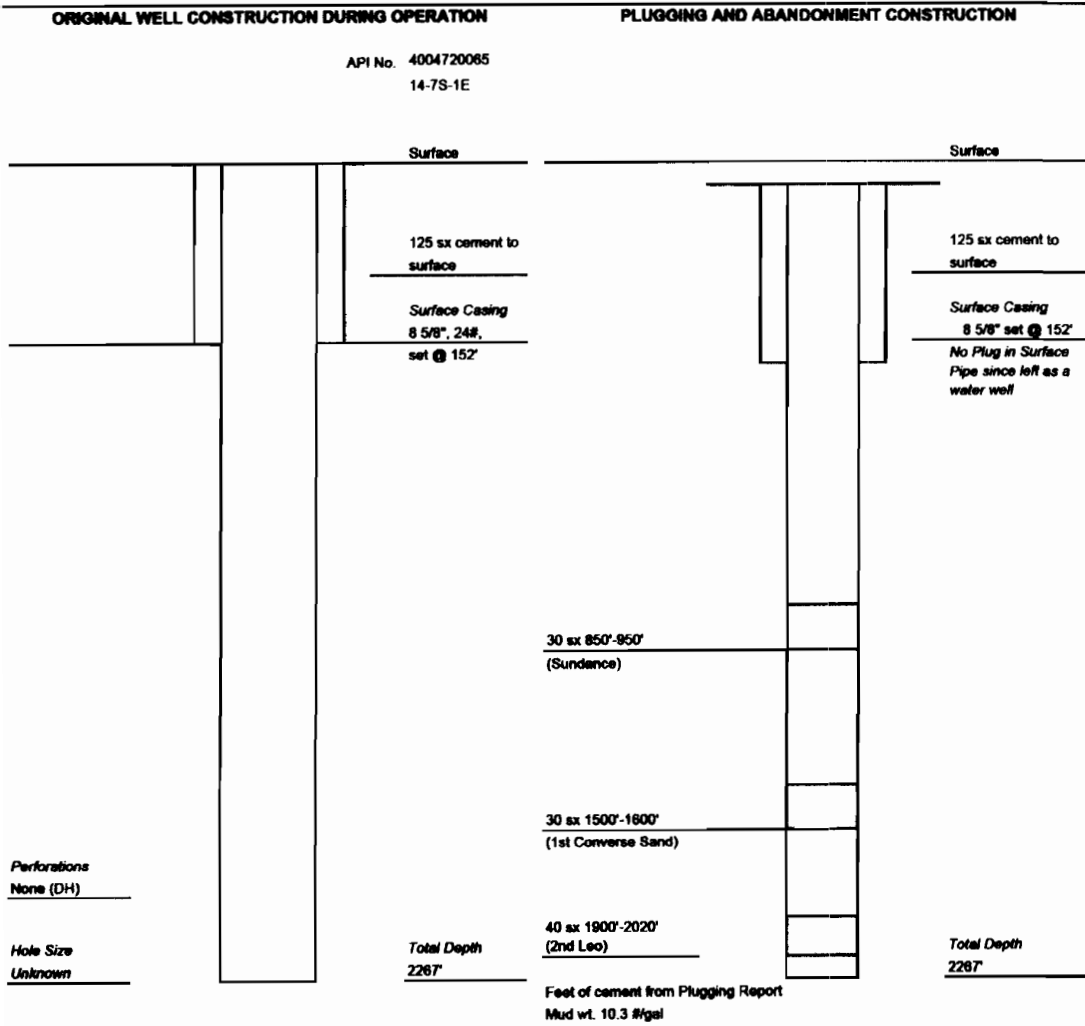 ORIGINAL WELL CONSTRUCTION DURING OPERATION
PLUGGING AND ABANDONMENT CONSTRUCTION
API No. 4004720065
14-7S-1E
Surface
125 sx cement to
surface
Surface Casing
8 5/8", 24#,
set @ 152'
Perforations
None (DH)
Hole Size
Unknown
Total Depth
2267'
Surface
125 sx cement to
surface
Surface Casing
8 5/8" set @ 152'
No Plug in Surface
Pipe since left as a
water well
30 sx 850'-950'
(Sundance)
30 sx 1500'-1600'
(1st Converse Sand)
40 sx 1900'-2020'
(2nd Leo)
Total Depth
2267'
Feet of cement from Plugging Report
Mud wt. 10.3 #/gal